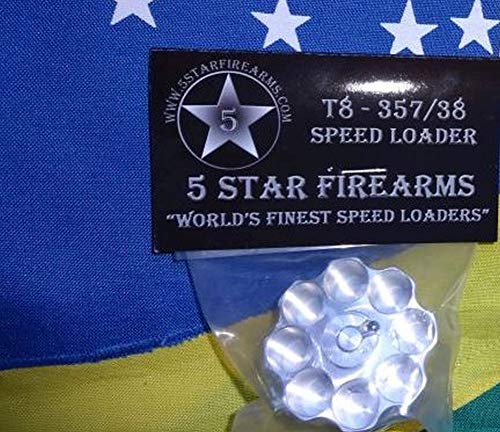 WWW.5STARFIREARMS.COM
5
T8 - 357/38
SPEED LOADER
5 STAR FIREARMS
"WORLD'S FINEST SPEED LOADERS"